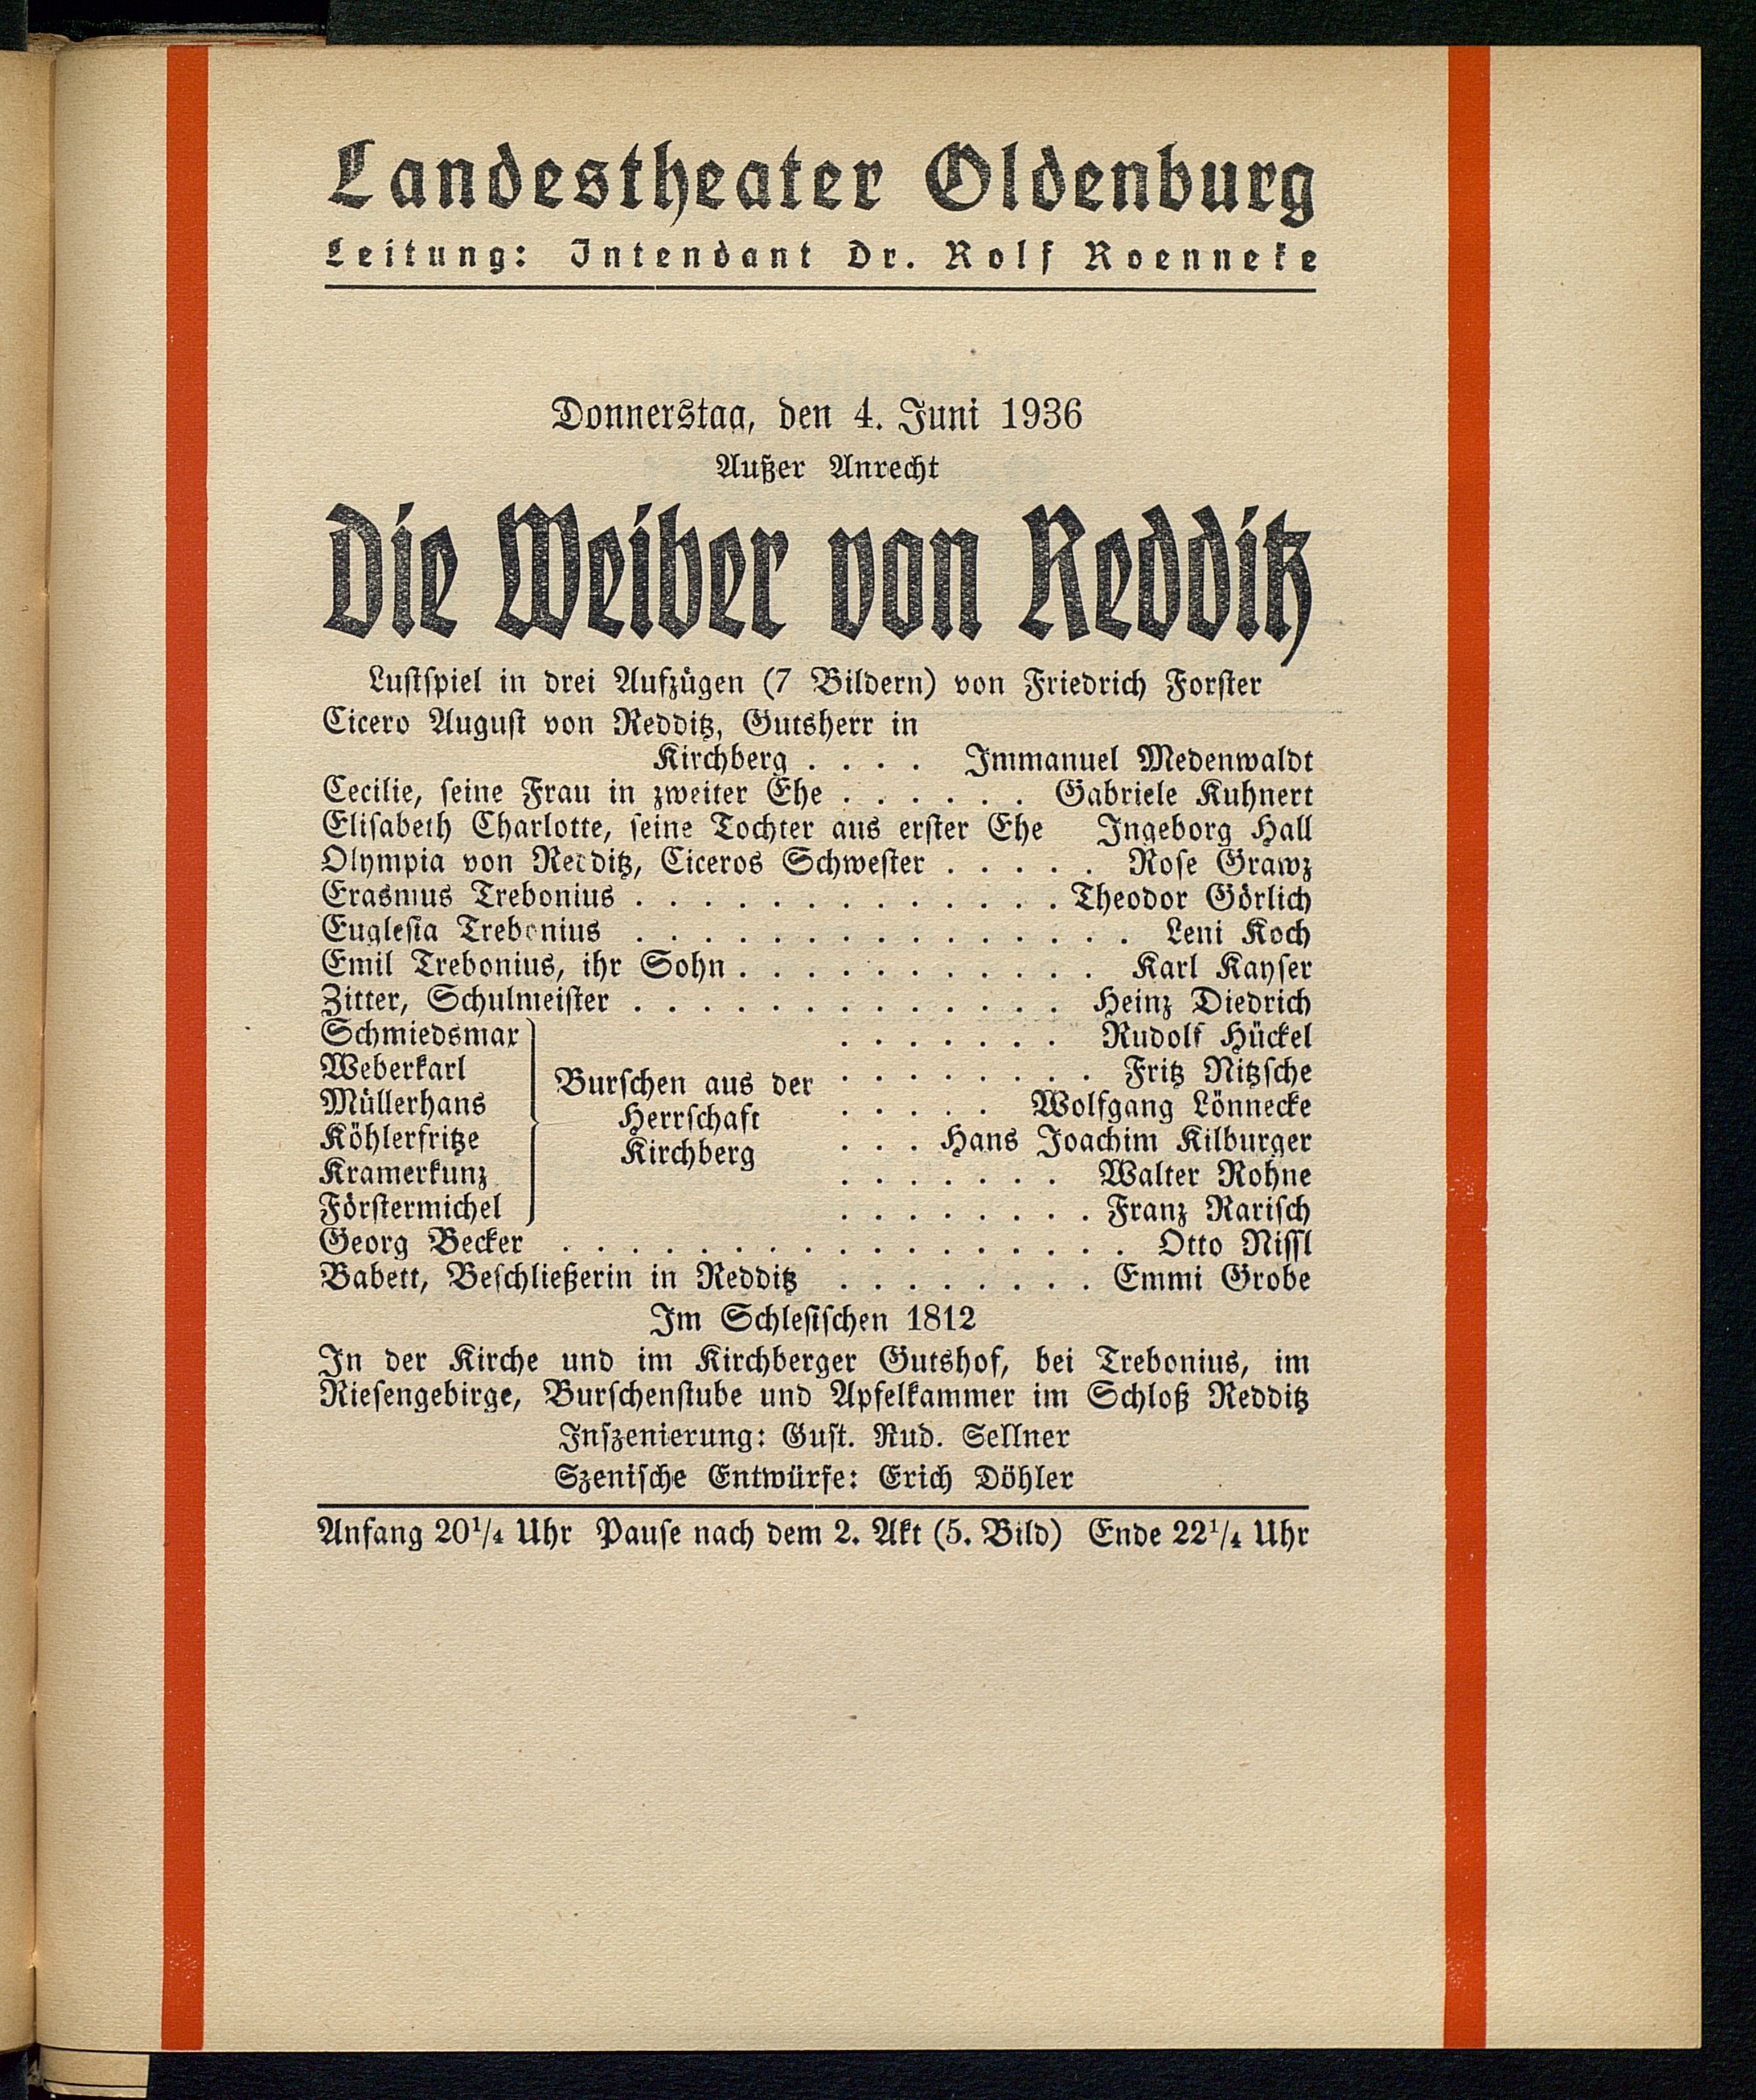 Landestheater Oldenburg
Leitung: Intendant Dr. Rolf Roenneke
Donnerstag, den 4. Juni 1936
Außer Anrecht
Die Weiber von Redditz
Lustspiel in drei Aufzügen (7 Bildern) von Friedrich Forster
Cicero August von Redditz, Gutsherr in
Kirchberg . . . . Immanuel Medenwaldt
Cecilie, seine Frau in zweiter Ehe . . . . . . Gabriele Kuhnert
Elisabeth Charlotte, seine Tochter aus erster Ehe Ingeborg Hall
Olympia von Redditz, Ciceros Schwester . . . . . Rose Grawz
Erasmus Trebonius . . . . . . . . . . . . . Theodor Görlich
Euglesia Trebonius . . . . . . . . . . . . . . . Leni Koch
Emil Trebonius, ihr Sohn . . . . . . . . . . . Karl Kayser
Zitter, Schulmeister . . . . . . . . . . . . . Heinz Diedrich
Schmiedsmax . . . . . . . Rudolf Hückel
Weberkarl . . . . . . . . Fritz Nitzsche
Burschen aus der
Müllerhans . . . . . Wolfgang Lönnecke
Herrschaft
Köhlerfritze . . . Hans Joachim Kilburger
Kirchberg
Kramerkunz . . . . . . . Walter Rohne
Förstermichel . . . . . . . . Franz Rarisch
Georg Becker . . . . . . . . . . . . . . . . . Otto Nissl
Babett, Beschließerin in Redditz . . . . . . . . Emmi Grobe
Im Schlesischen 1812
In der Kirche und im Kirchberger Gutshof, bei Trebonius, im
Riesengebirge, Burschenstube und Apfelkammer im Schloß Redditz
Inszenierung: Gust. Rud. Sellner
Szenische Entwürfe: Erich Döhler
Anfang 20¹/₄ Uhr Pause nach dem 2. Akt (5. Bild) Ende 22¹/₄ Uhr